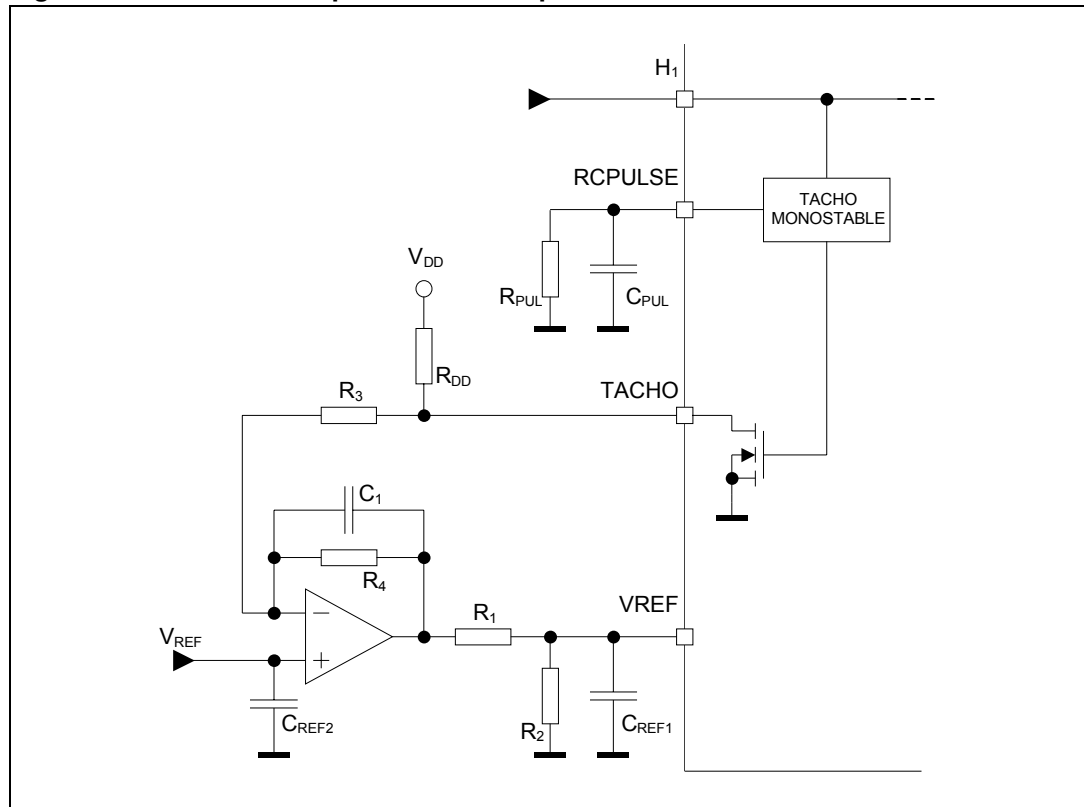 H1
RCPULSE
TACHO
MONOSTABLE
VDD
RPUL
CPUL
RDD
R3
TACHO
C1
R4
R1
VREF
VREF
CREF2
R2
CREF1